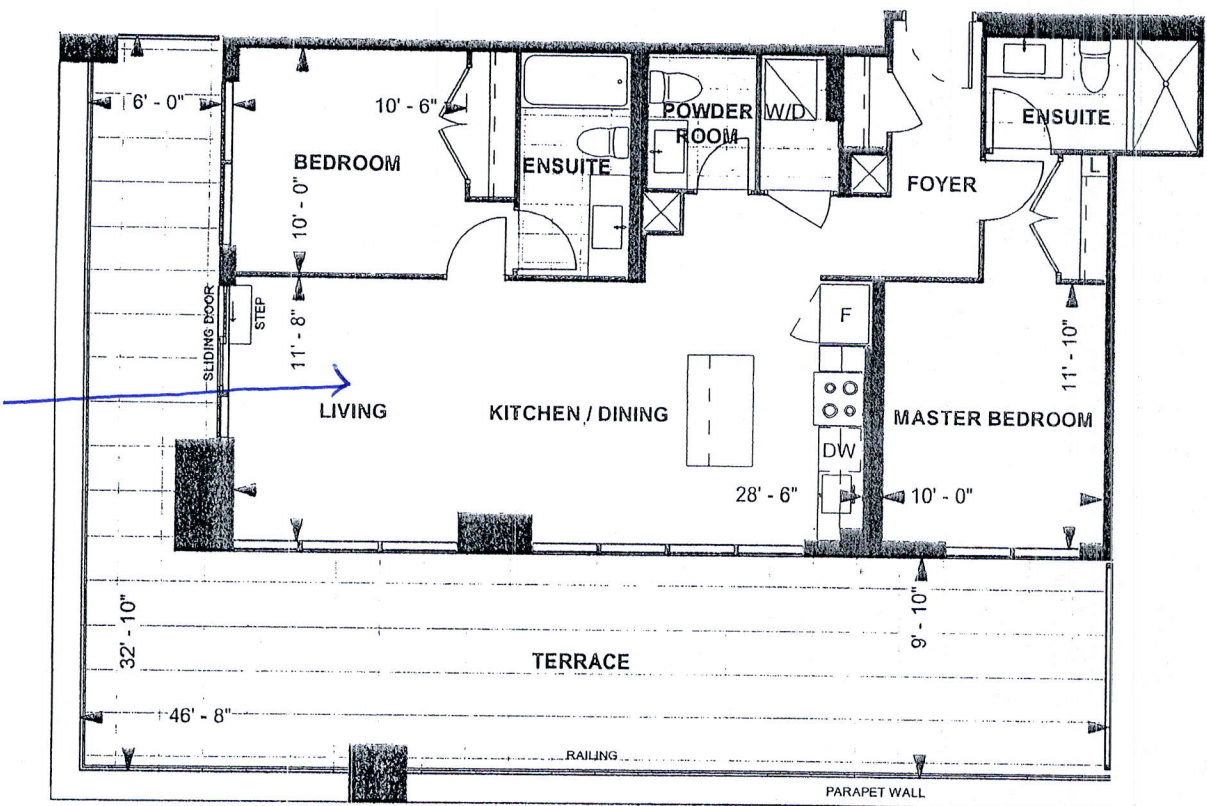 6' - 0"
10' - 6"
BEDROOM
10' - 0"
ENSUITE
POWDER
ROOM
W/D
FOYER
ENSUITE
L
SLIDING DOOR
STEP
11' - 8"
LIVING
KITCHEN / DINING
F
DW
28' - 6"
11' - 10"
MASTER BEDROOM
10' - 0"
32' - 10"
9' - 10"
TERRACE
46' - 8"
RAILING
PARAPET WALL